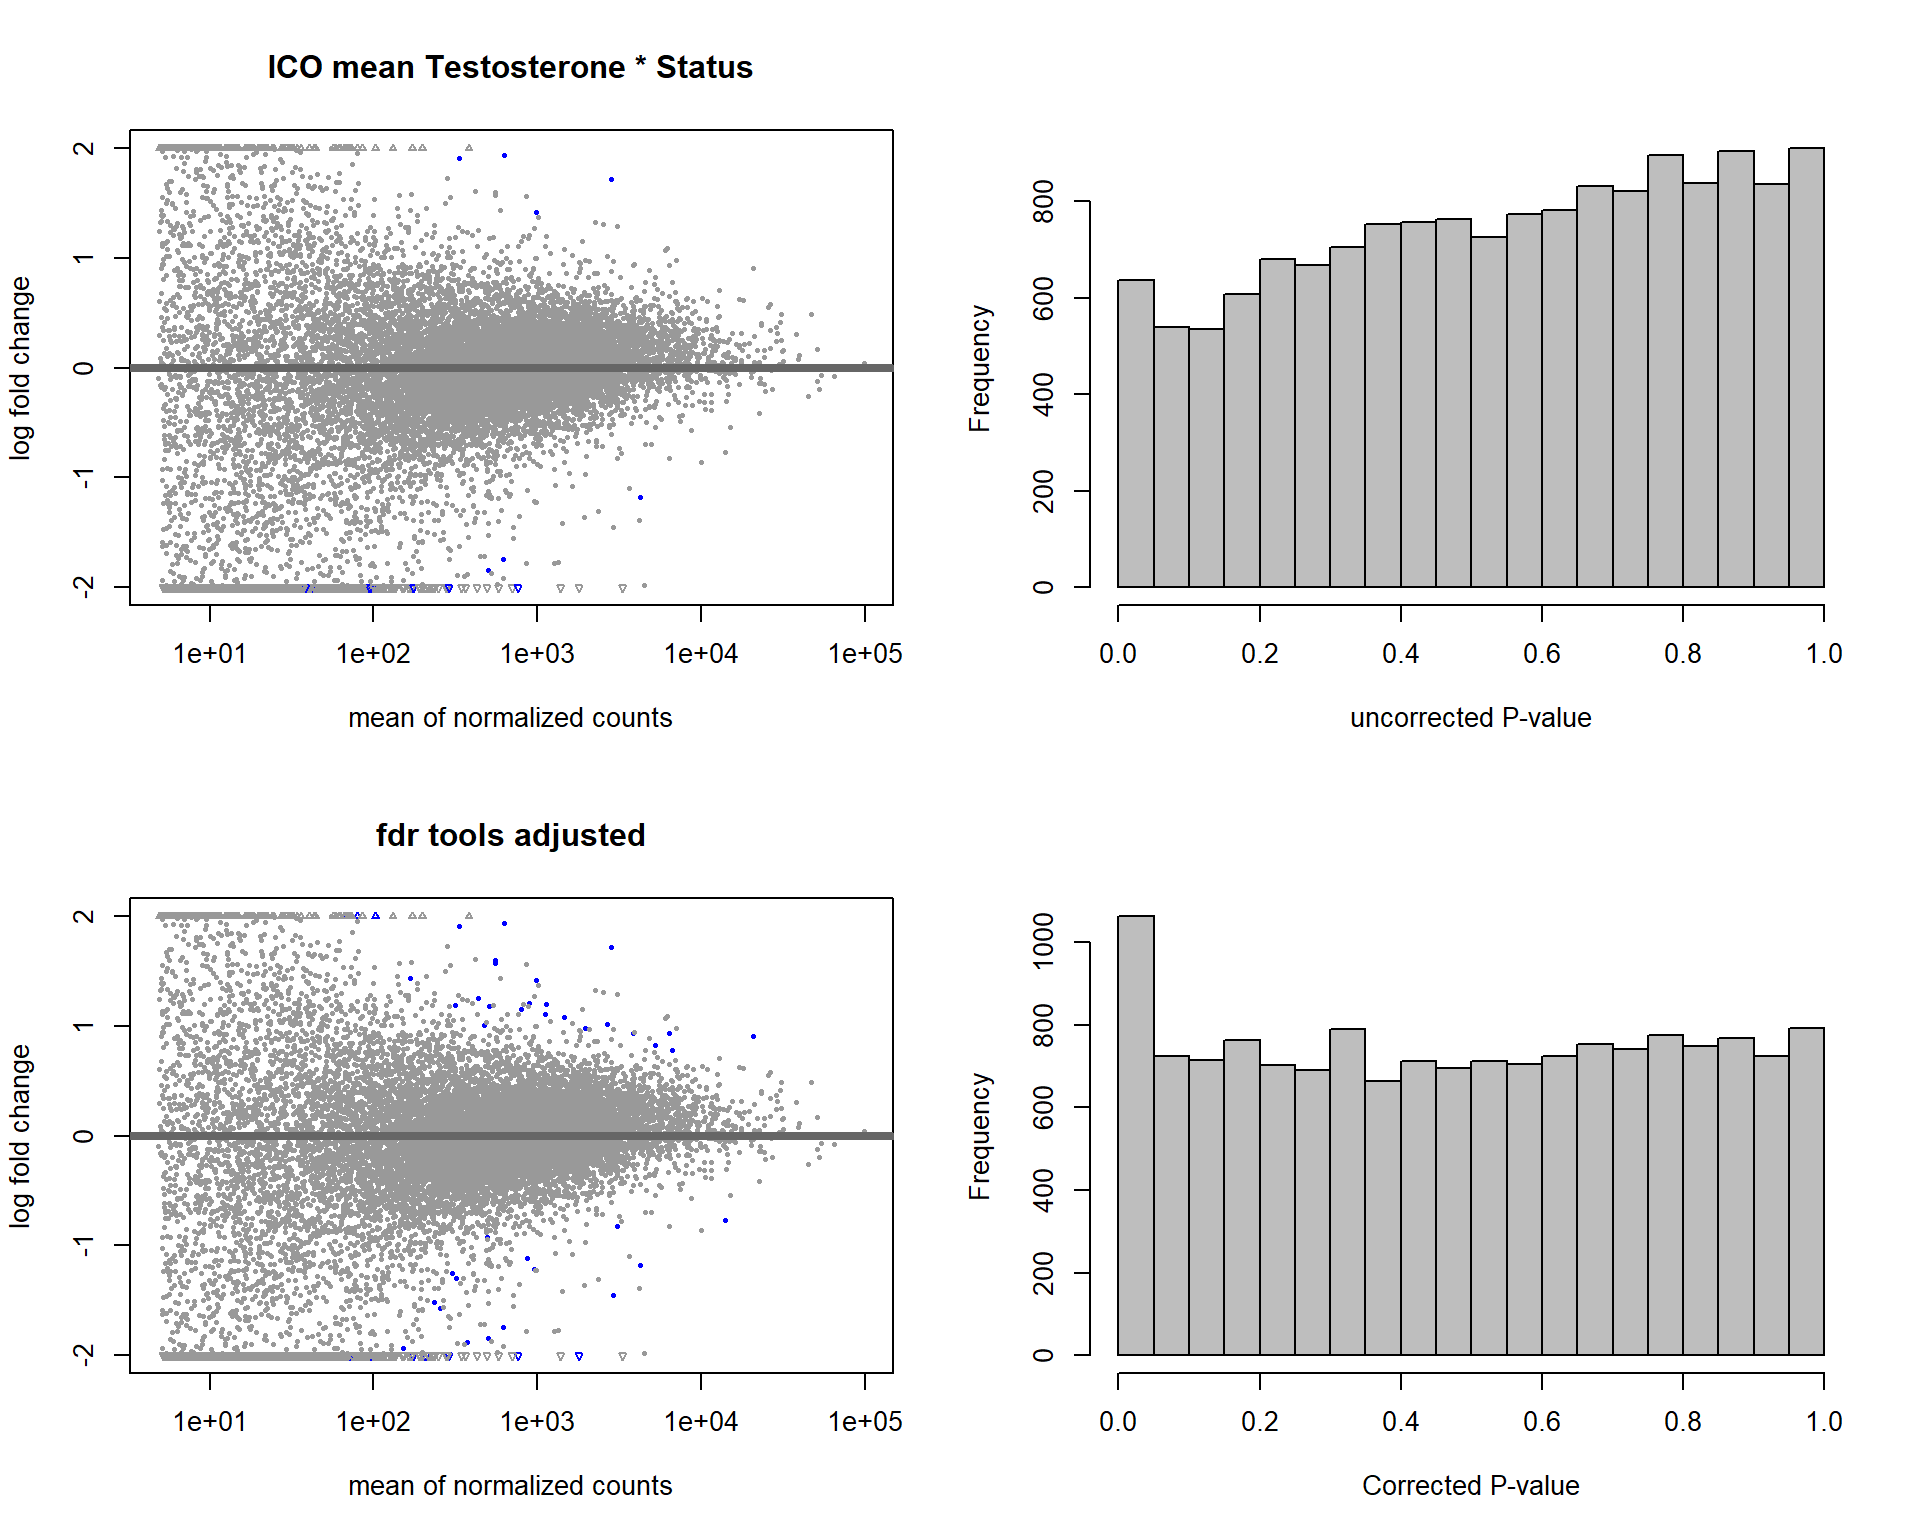 ICO mean Testosterone * Status
log fold change
2
1
0
-1
-2
1e+01 1e+02 1e+03 1e+04 1e+05
mean of normalized counts
Frequency
800
600
400
200
0
0.0 0.2 0.4 0.6 0.8 1.0
uncorrected P-value
fdr tools adjusted
log fold change
2
1
0
-1
-2
1e+01 1e+02 1e+03 1e+04 1e+05
mean of normalized counts
Frequency
1000
800
600
400
200
0
0.0 0.2 0.4 0.6 0.8 1.0
Corrected P-value